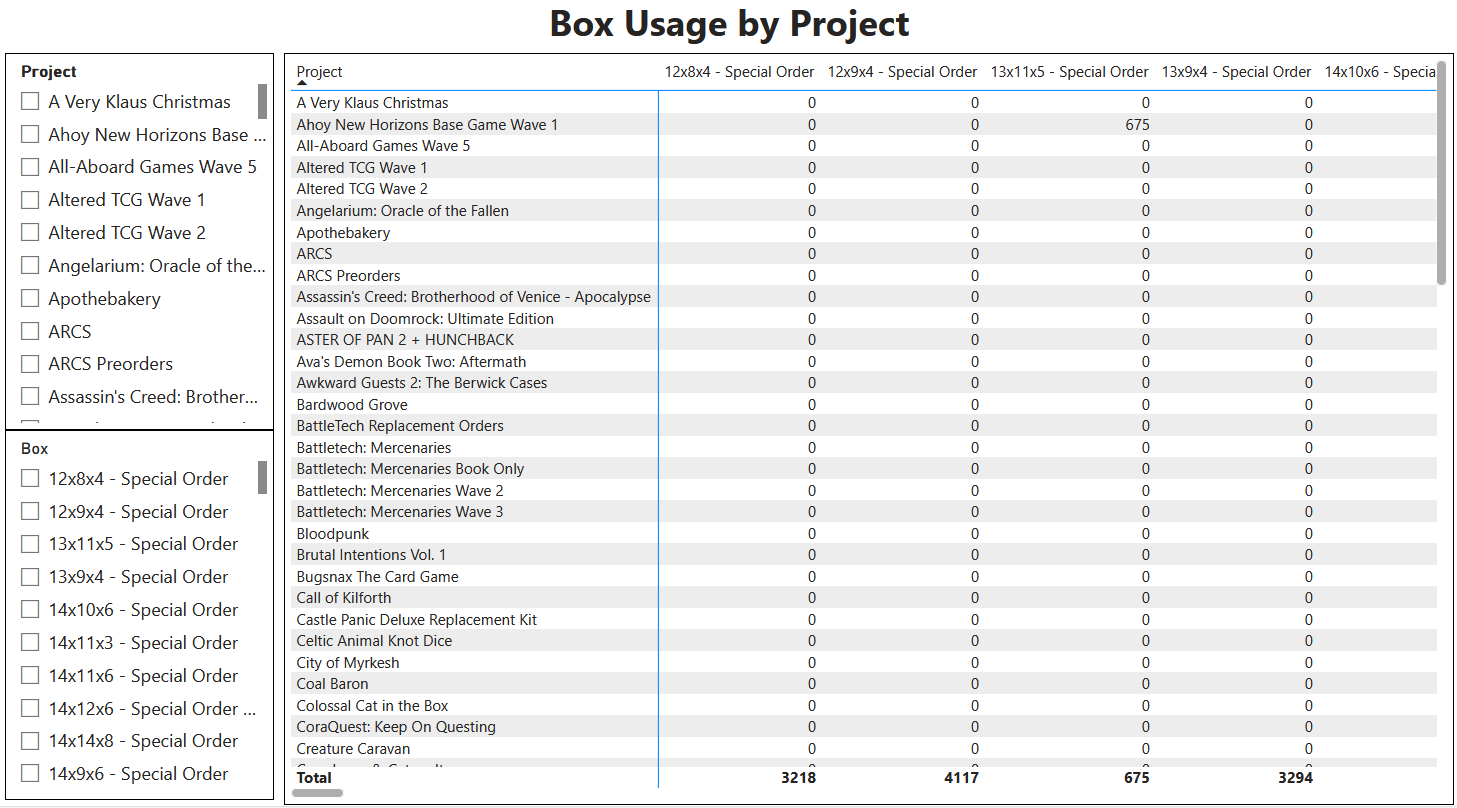 Box Usage by Project
Project
A Very Klaus Christmas
Ahoy New Horizons Base ...
All-Aboard Games Wave 5
Altered TCG Wave 1
Altered TCG Wave 2
Angelarium: Oracle of the...
Apothebakery
ARCS
ARCS Preorders
Assassin's Creed: Brother...
Box
12x8x4 - Special Order
12x9x4 - Special Order
13x11x5 - Special Order
13x9x4 - Special Order
14x10x6 - Special Order
14x11x3 - Special Order
14x11x6 - Special Order
14x12x6 - Special Order ...
14x14x8 - Special Order
14x9x6 - Special Order
Project 12x8x4 - Special Order 12x9x4 - Special Order 13x11x5 - Special Order 13x9x4 - Special Order 14x10x6 - Specia
A Very Klaus Christmas 0 0 0 0
Ahoy New Horizons Base Game Wave 1 0 0 675 0
All-Aboard Games Wave 5 0 0 0 0
Altered TCG Wave 1 0 0 0 0
Altered TCG Wave 2 0 0 0 0
Angelarium: Oracle of the Fallen 0 0 0 0
Apothebakery 0 0 0 0
ARCS 0 0 0 0
ARCS Preorders 0 0 0 0
Assassin's Creed: Brotherhood of Venice - Apocalypse 0 0 0 0
Assault on Doomrock: Ultimate Edition 0 0 0 0
ASTER OF PAN 2 + HUNCHBACK 0 0 0 0
Ava's Demon Book Two: Aftermath 0 0 0 0
Awkward Guests 2: The Berwick Cases 0 0 0 0
Bardwood Grove 0 0 0 0
BattleTech Replacement Orders 0 0 0 0
Battletech: Mercenaries 0 0 0 0
Battletech: Mercenaries Book Only 0 0 0 0
Battletech: Mercenaries Wave 2 0 0 0 0
Battletech: Mercenaries Wave 3 0 0 0 0
Bloodpunk 0 0 0 0
Brutal Intentions Vol. 1 0 0 0 0
Bugsnax The Card Game 0 0 0 0
Call of Kilforth 0 0 0 0
Castle Panic Deluxe Replacement Kit 0 0 0 0
Celtic Animal Knot Dice 0 0 0 0
City of Myrkesh 0 0 0 0
Coal Baron 0 0 0 0
Colossal Cat in the Box 0 0 0 0
CoraQuest: Keep On Questing 0 0 0 0
Creature Caravan 0 0 0 0
Total 3218 4117 675 3294